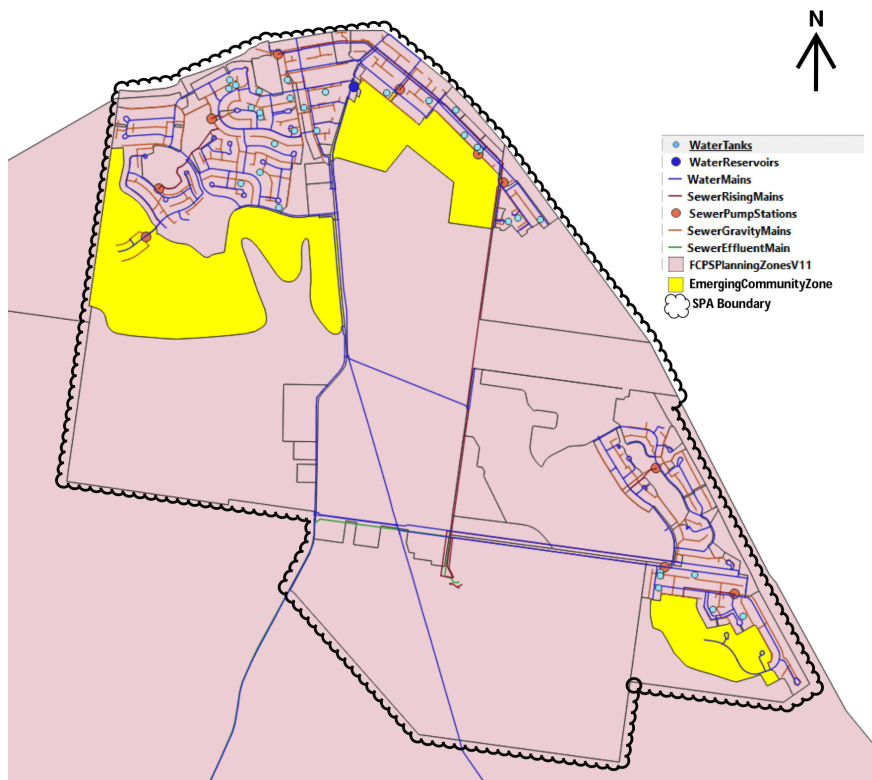 N
WaterTanks
WaterReservoirs
WaterMains
SewerRisingMains
SewerPumpStations
SewerGravityMains
SewerEffluentMain
FCPSPlanningZonesV11
EmergingCommunityZone
SPA Boundary